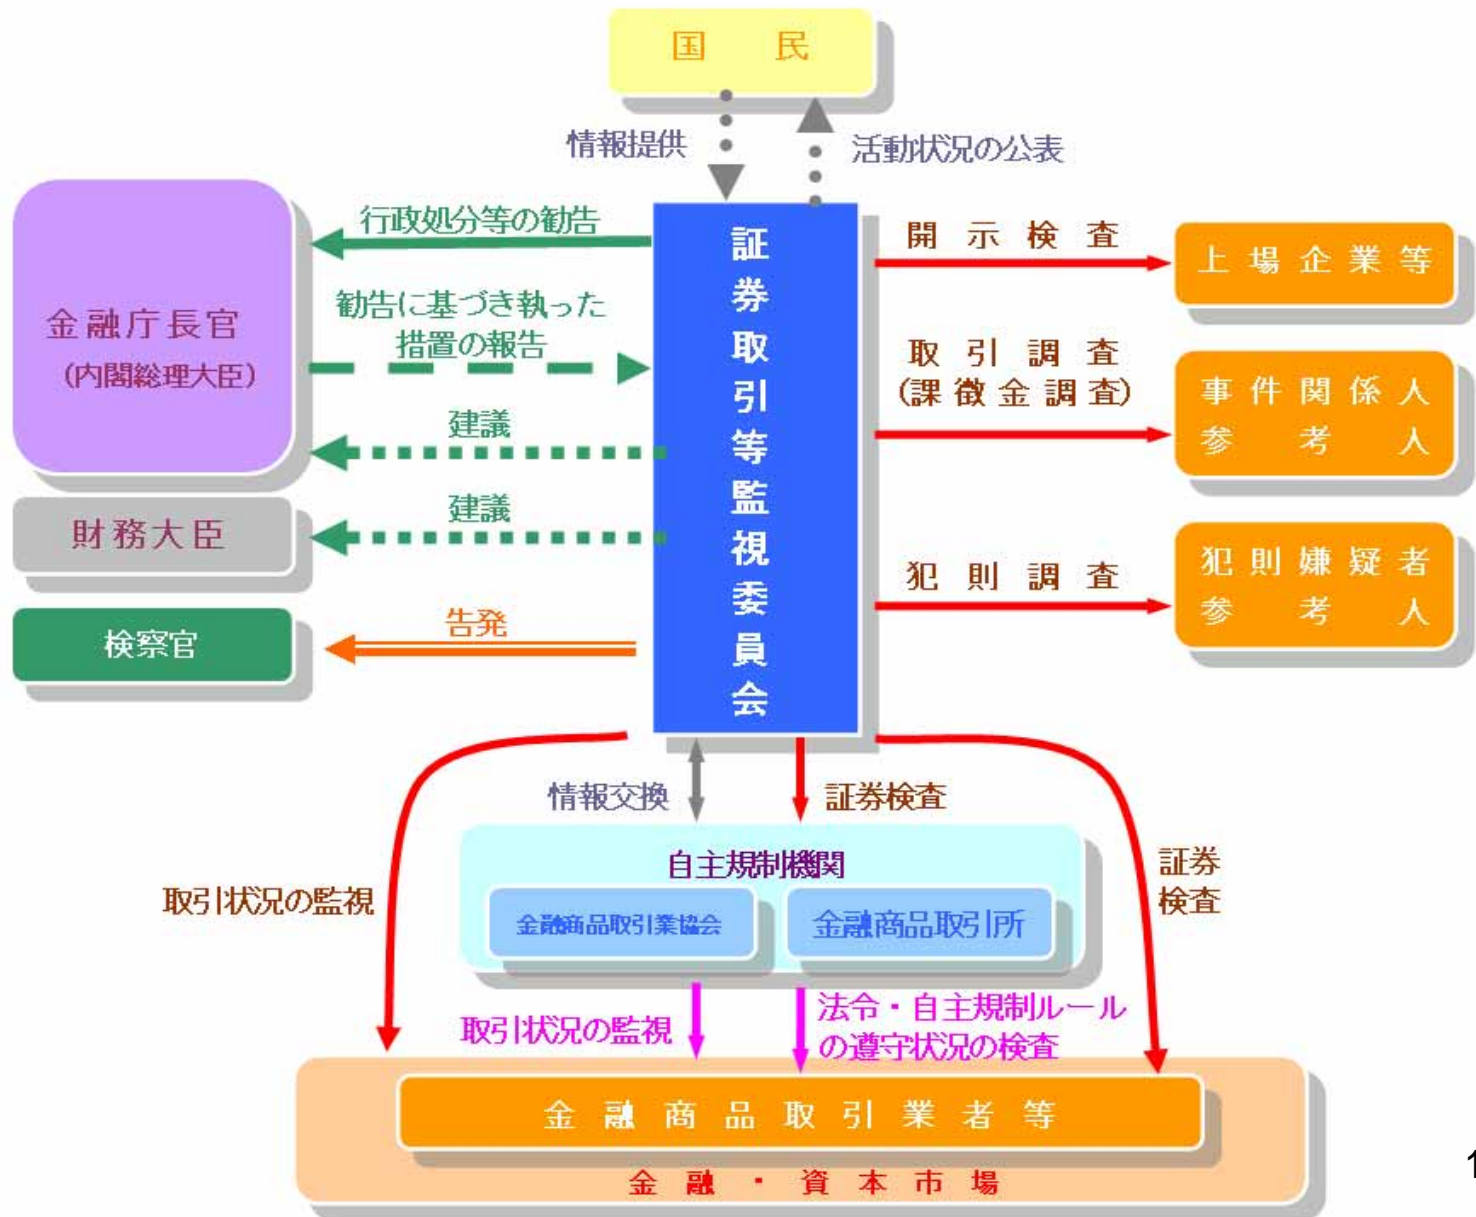 国民
情報提供
活動状況の公表
金融庁長官
(内閣総理大臣)
行政処分等の勧告
勧告に基づき執った
措置の報告
建議
財務大臣
建議
検察官
告発
証券取引等監視委員会
開示検査
上場企業等
取引調査
(課徴金調査)
事件関係人
参考人
犯則調査
犯則嫌疑者
参考人
情報交換
証券検査
自主規制機関
金融商品取引業協会
金融商品取引所
取引状況の監視
証券
検査
取引状況の監視
法令・自主規制ルール
の遵守状況の検査
金融商品取引業者等
金融・資本市場
1